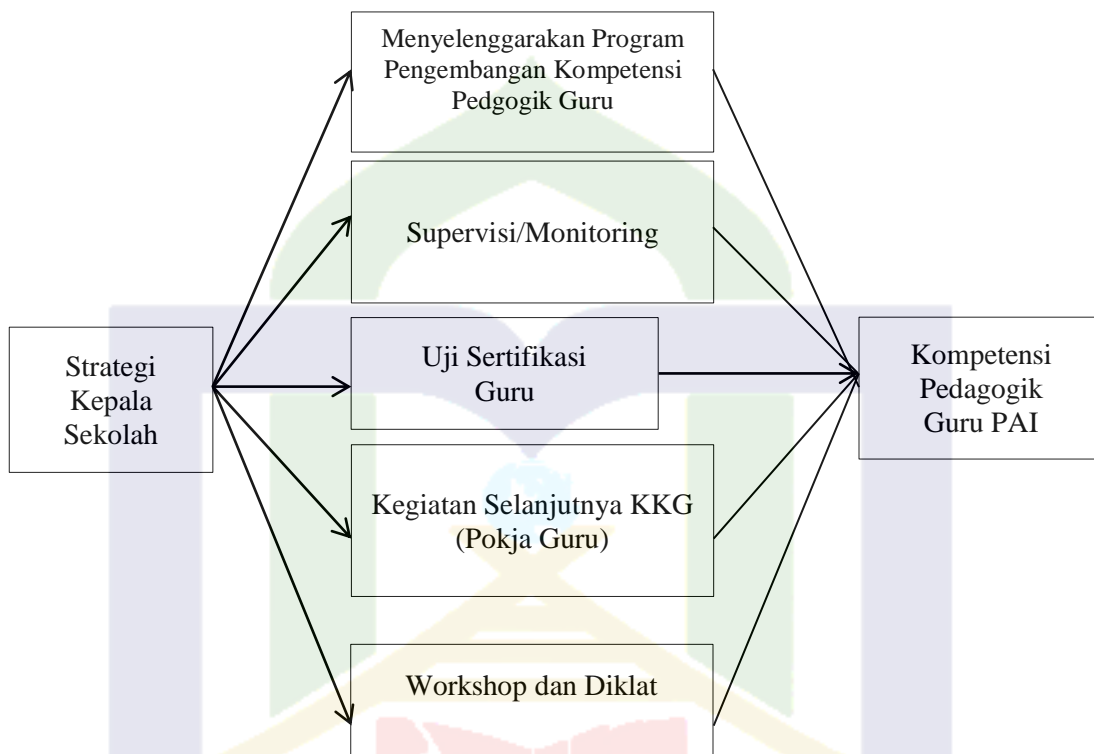 Menyelenggarakan Program
Pengembangan Kompetensi
Pedgogik Guru
Supervisi/Monitoring
Strategi
Kepala
Sekolah
Uji Sertifikasi
Guru
Kompetensi
Pedagogik
Guru PAI
Kegiatan Selanjutnya KKG
(Pokja Guru)
Workshop dan Diklat